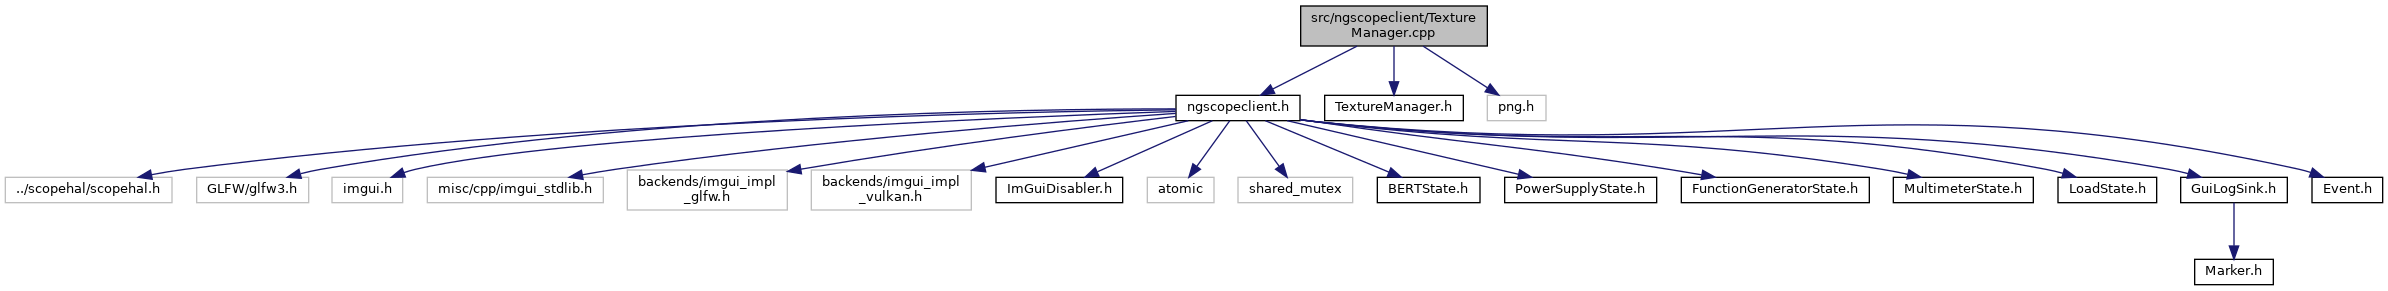 src/ngscopeclient/Texture
Manager.cpp
ngscopeclient.h
TextureManager.h
png.h
../scopehal/scopehal.h
GLFW/glfw3.h
imgui.h
misc/cpp/imgui_stdlib.h
backends/imgui_impl
_glfw.h
backends/imgui_impl
_vulkan.h
ImGuiDisabler.h
atomic
shared_mutex
BERTState.h
PowerSupplyState.h
FunctionGeneratorState.h
MultimeterState.h
LoadState.h
GuiLogSink.h
Event.h
Marker.h